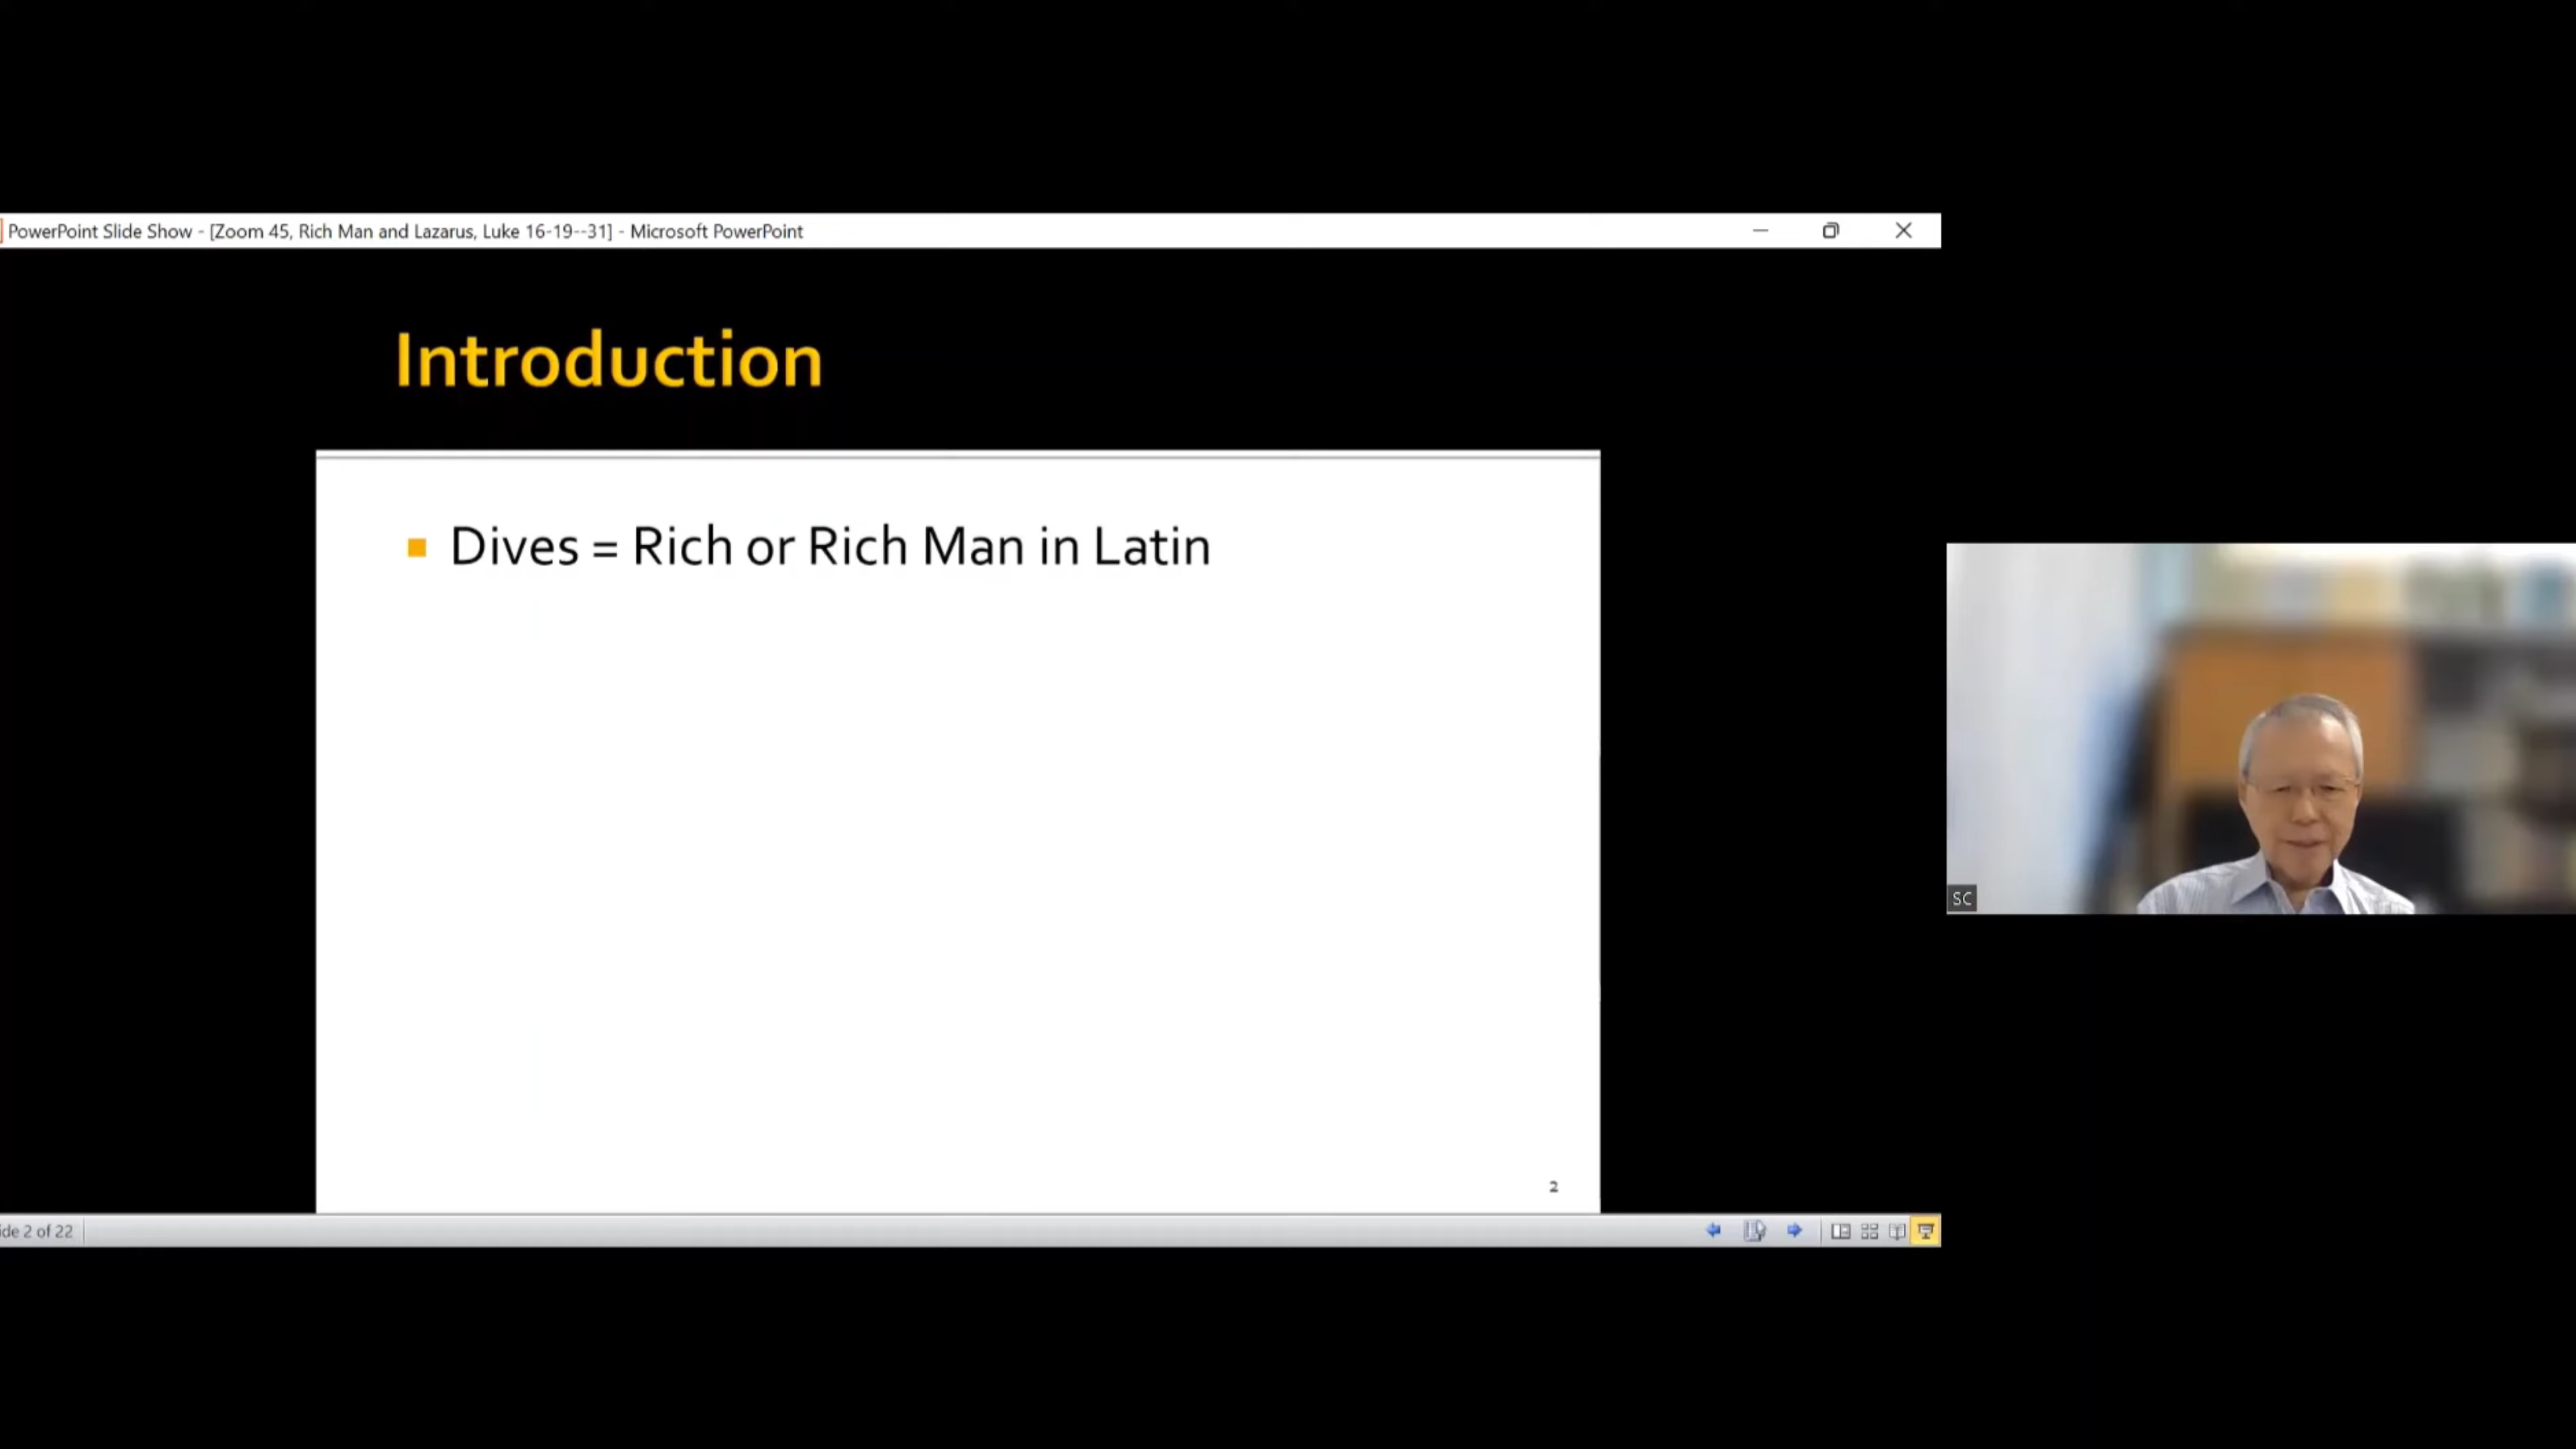 PowerPoint Slide Show - [Zoom 45, Rich Man and Lazarus, Luke 16-19--31] - Microsoft PowerPoint
Introduction
Dives = Rich or Rich Man in Latin
SC
2
ide 2 of 22